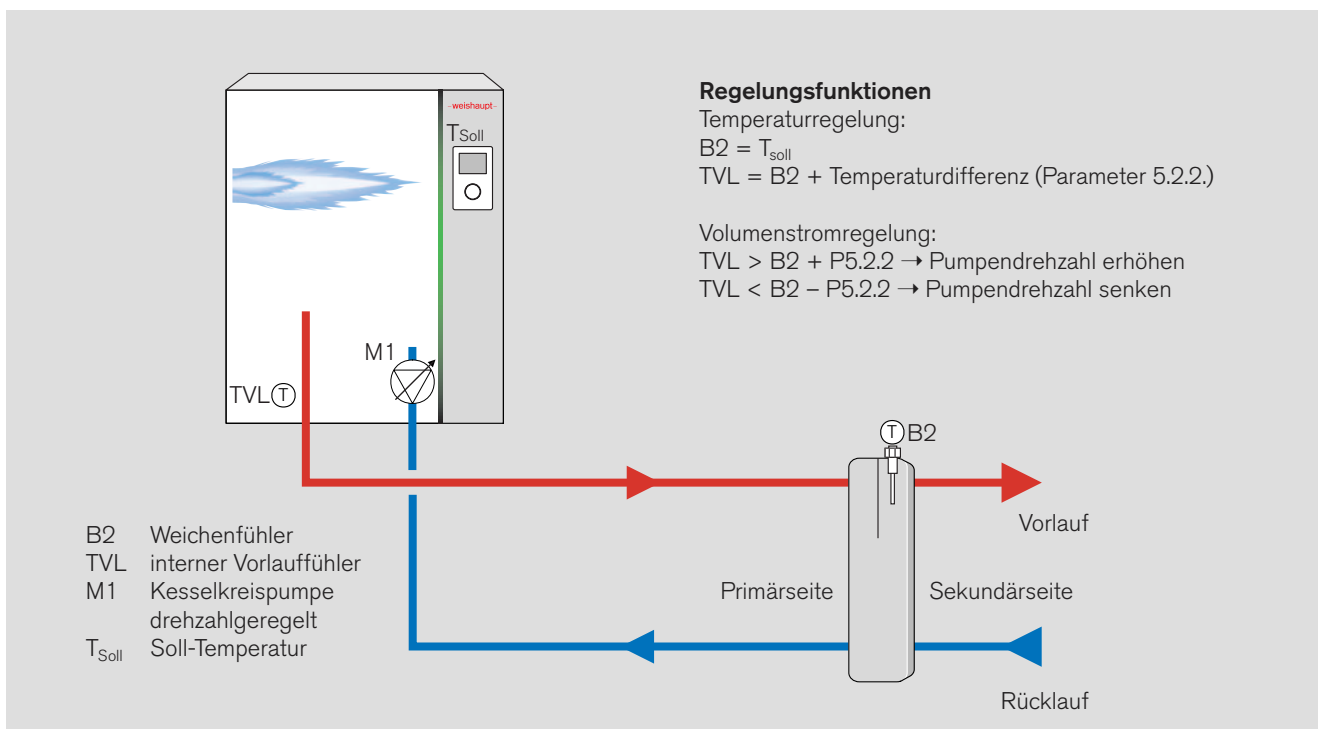 -weishaupt-
T Soll
Regelungsfunktionen
Temperaturregelung:
B2 = Tsoll
TVL = B2 + Temperaturdifferenz (Parameter 5.2.2.)
Volumenstromregelung:
TVL > B2 + P5.2.2 → Pumpendrehzahl erhöhen
TVL < B2 – P5.2.2 → Pumpendrehzahl senken
M1
TVL T
T B2
B2 Weichenfühler
TVL interner Vorlauffühler
M1 Kesselkreispumpe
drehzahlgeregelt
TSoll Soll-Temperatur
Vorlauf
Primärseite
Sekundärseite
Rücklauf